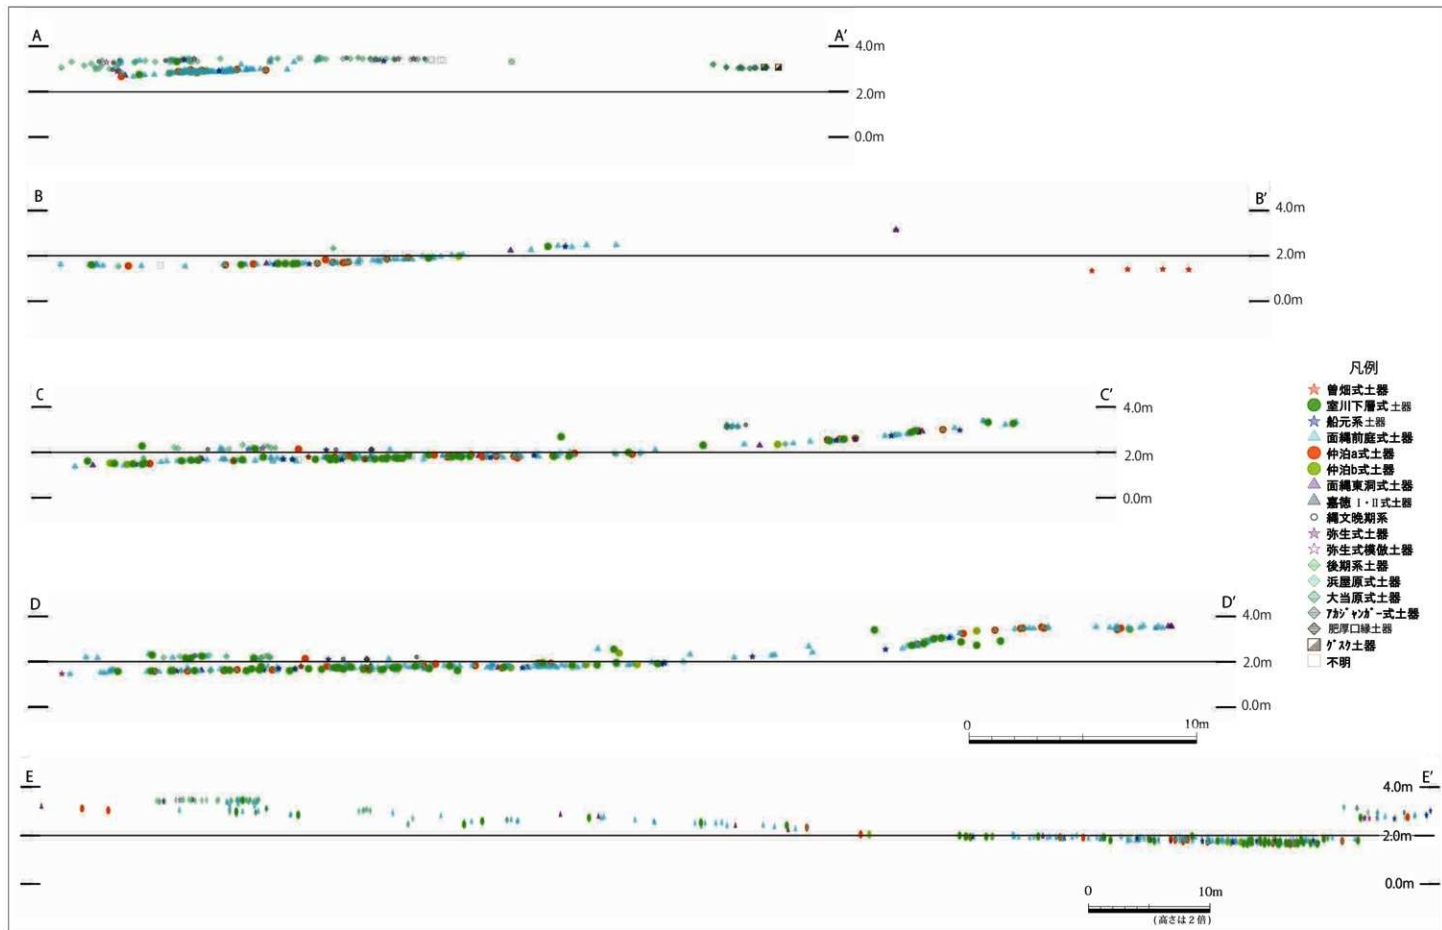 A A' 4.0m
2.0m
0.0m
B B' 4.0m
2.0m
0.0m
C C' 4.0m
2.0m
0.0m
凡例
曽畑式土器
室川下層式土器
船元系土器
面縄前庭式土器
仲泊a式土器
仲泊b式土器
面縄東洞式土器
嘉徳Ⅰ・Ⅱ式土器
縄文晩期系
弥生式土器
弥生式模倣土器
後期系土器
浜屋原式土器
大当原式土器
アカジャンガー式土器
肥厚口縁土器
グスク土器
不明
D D' 4.0m
2.0m
0.0m
0 10m
E E' 4.0m
2.0m
0.0m
0 10m
(高さは2倍)